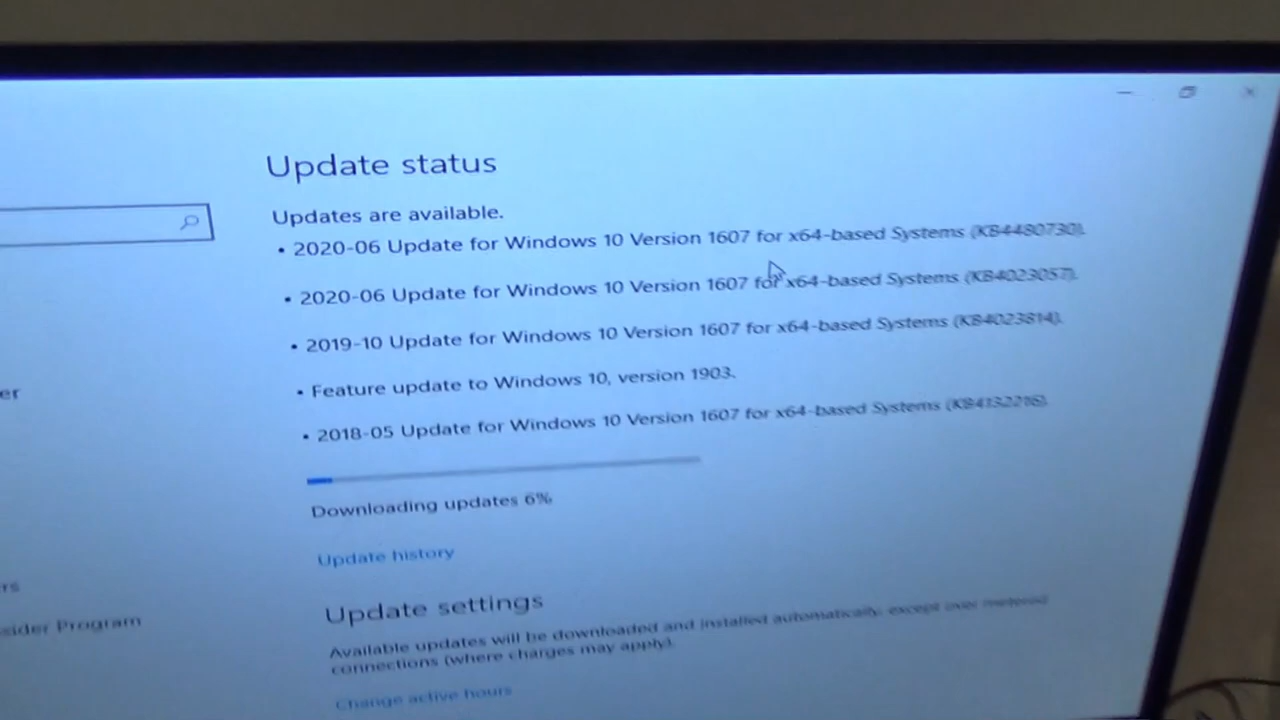 Update status
Updates are available.
• 2020-06 Update for Windows 10 Version 1607 for x64-based Systems (KB4480730).
• 2020-06 Update for Windows 10 Version 1607 for x64-based Systems (KB4023057).
• 2019-10 Update for Windows 10 Version 1607 for x64-based Systems (KB4023814).
er
• Feature update to Windows 10, version 1903.
• 2018-05 Update for Windows 10 Version 1607 for x64-based Systems (KB4132216).
Downloading updates 6%
Update history
rs
Update settings
sider Program
Available updates will be downloaded and installed automatically, except over metered
connections (where charges may apply).
Change active hours